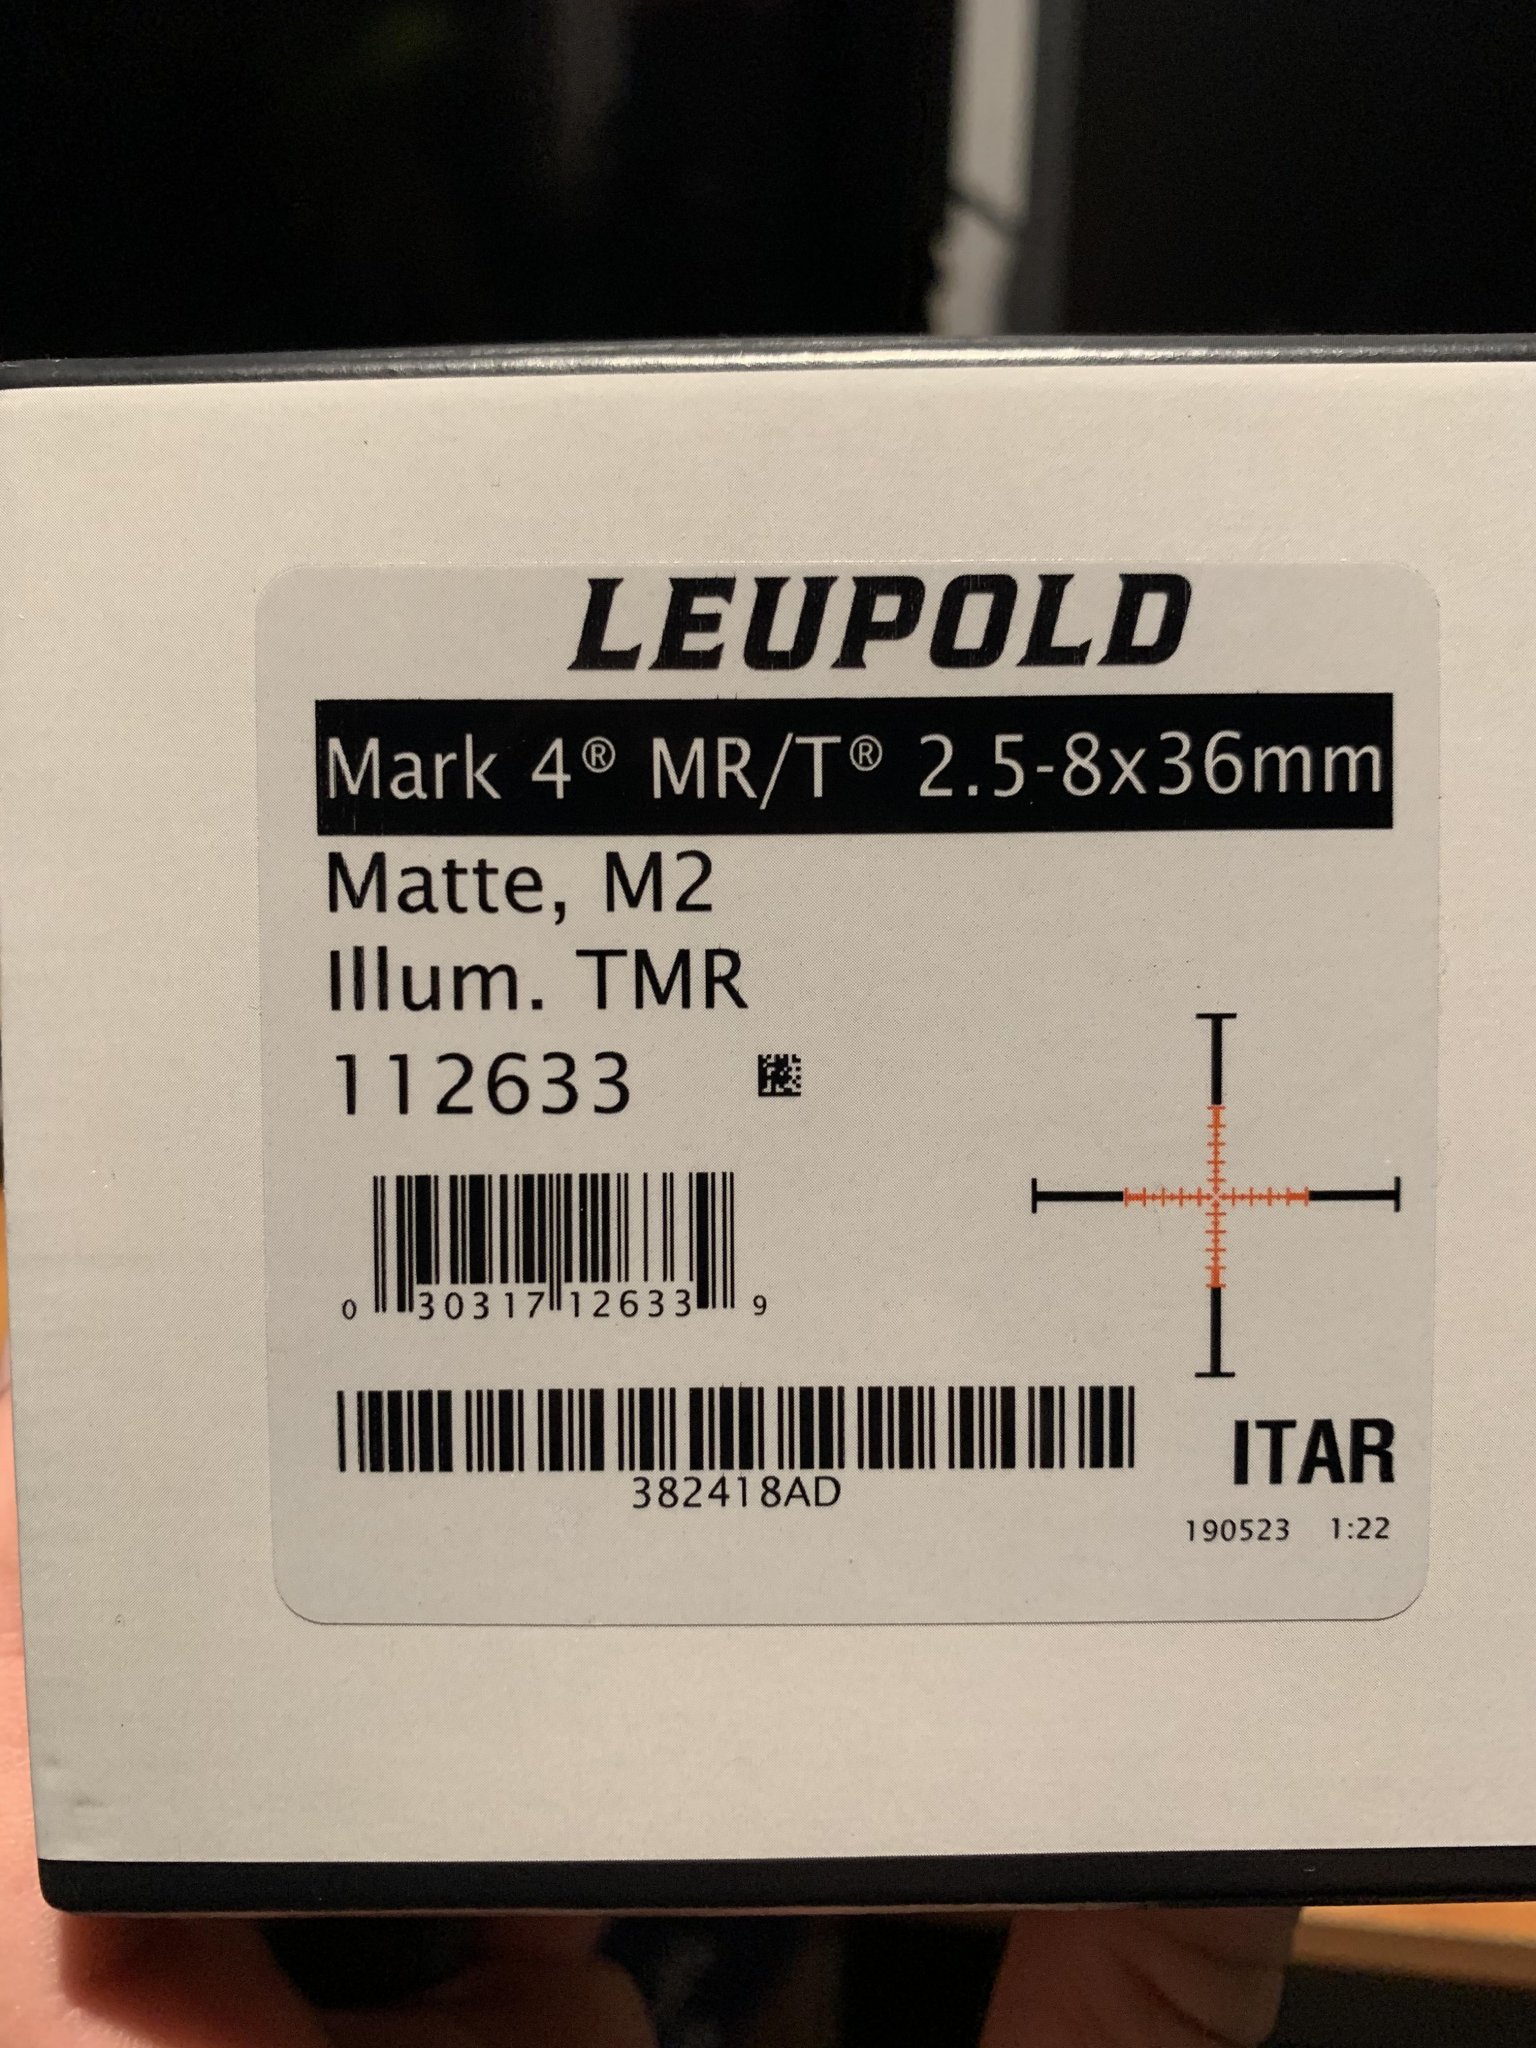 LEUPOLD
Mark 4® MR/T® 2.5-8x36mm
Matte, M2
Illum. TMR
112633
0 30317 12633 9
382418AD
ITAR
190523 1:22